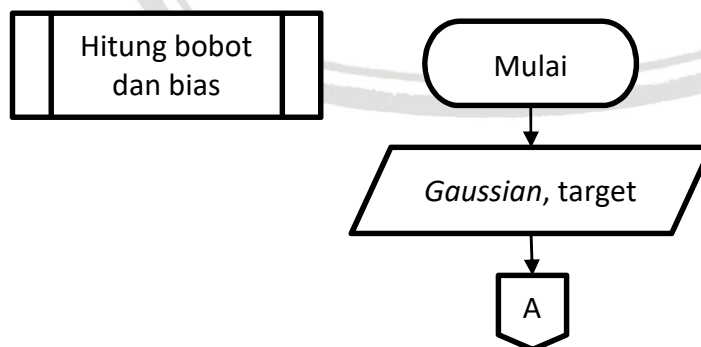 Hitung bobot
dan bias
Mulai
Gaussian, target
A